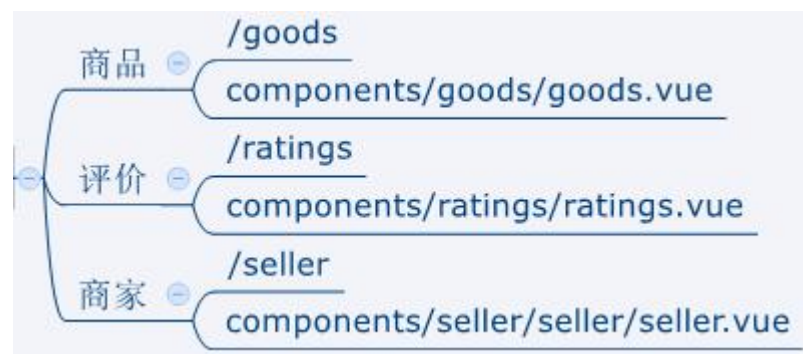 /goods
商品
components/goods/goods.vue
/ratings
评价
components/ratings/ratings.vue
/seller
商家
components/seller/seller/seller.vue